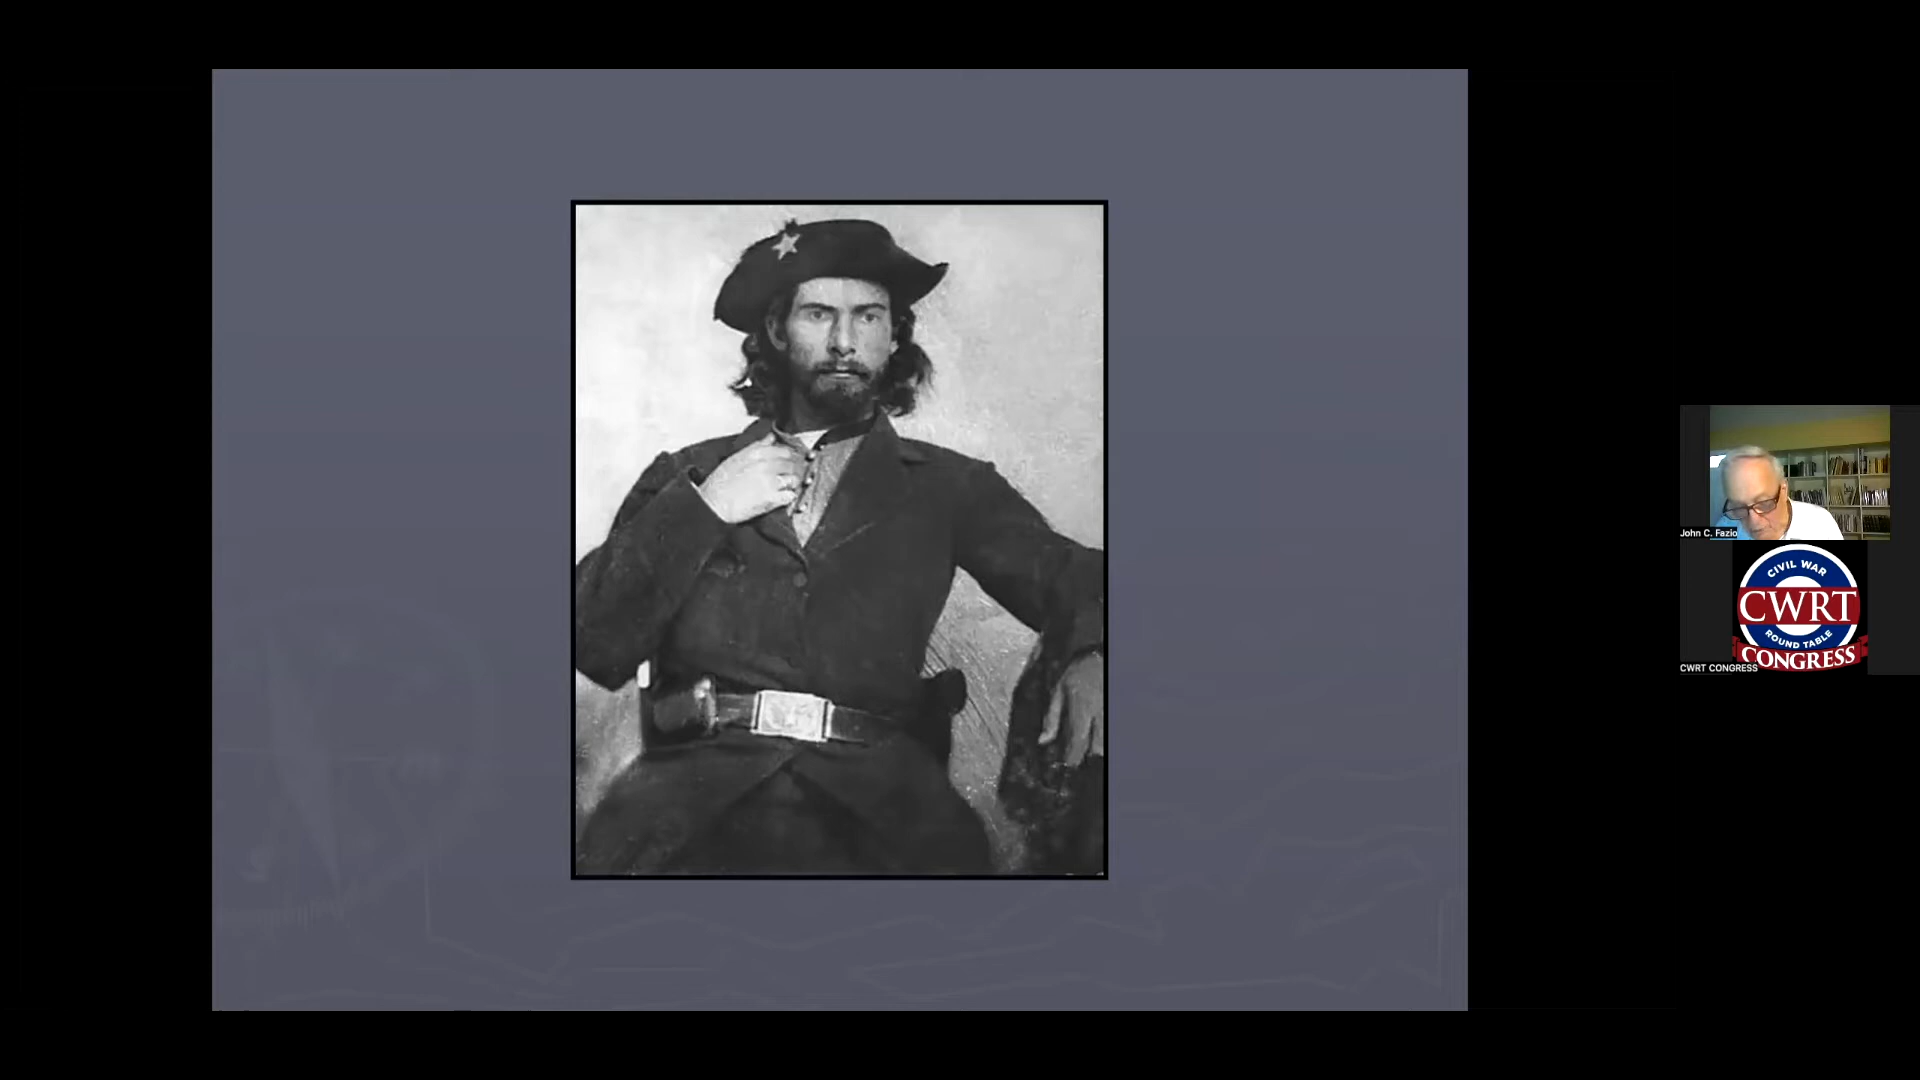 John C. Fazio
CIVIL WAR
CWRT
ROUND TABLE
CONGRESS
CWRT CONGRESS